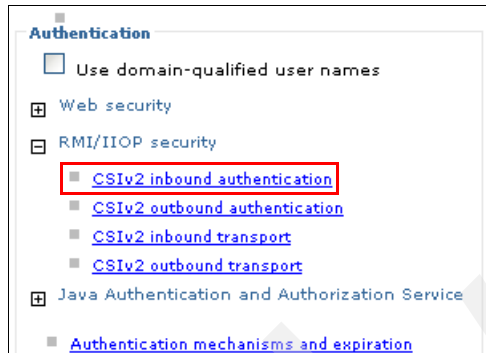 Authentication
Use domain-qualified user names
Web security
RMI/IIOP security
CSIv2 inbound authentication
CSIv2 outbound authentication
CSIv2 inbound transport
CSIv2 outbound transport
Java Authentication and Authorization Service
Authentication mechanisms and expiration